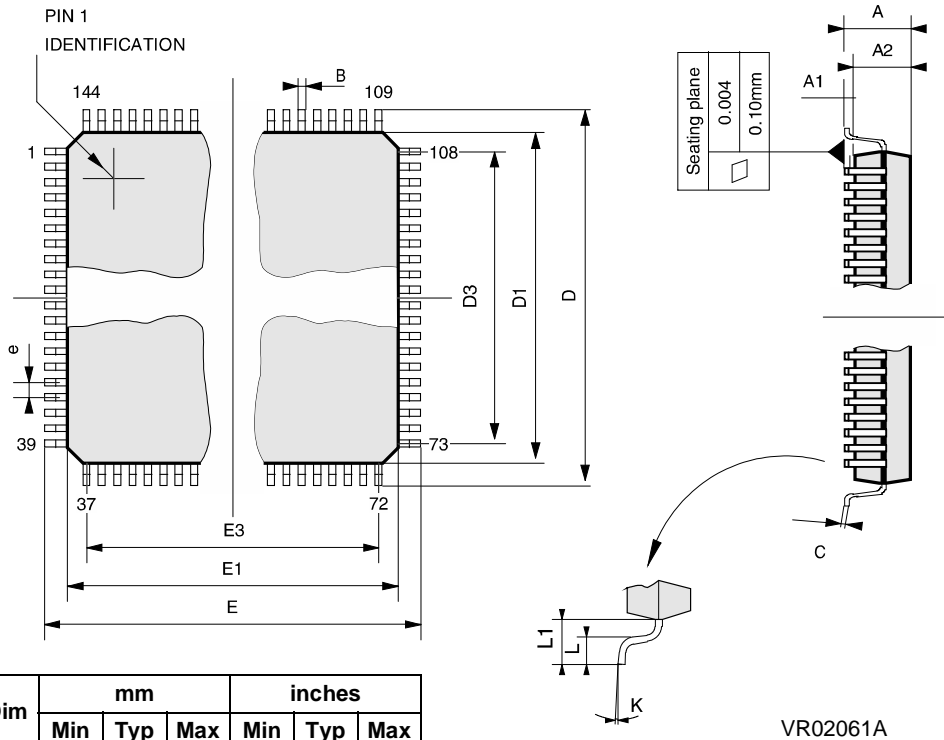 PIN 1
IDENTIFICATION
144
B
109
1
108
D3
D1
D
e
39
73
37
72
E3
E1
E
A
A2
A1
Seating plane
0.004
0.10mm
C
L1
L
K
mm
inches
Min Typ Max Min Typ Max
VR02061A